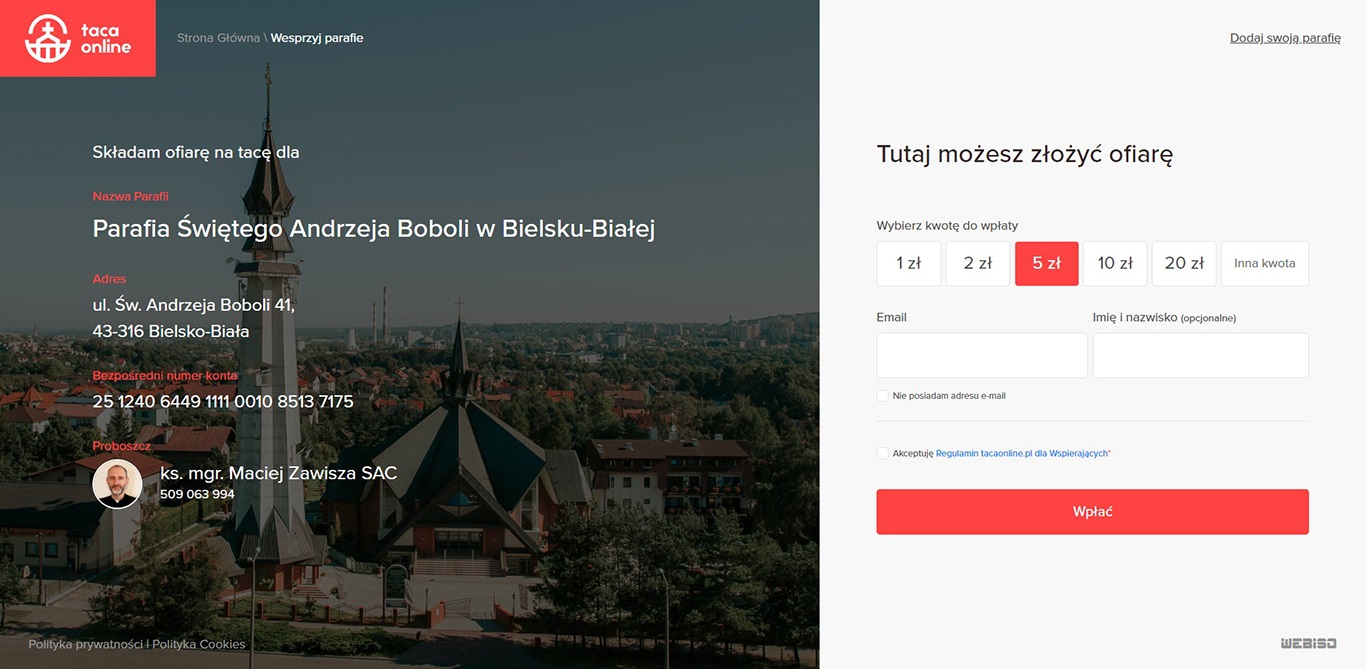 taca
online
Strona Główna \ Wesprzyj parafie
Dodaj swoją parafię
Składam ofiarę na tacę dla
Nazwa Parafii
Parafia Świętego Andrzeja Boboli w Bielsku-Białej
Adres
ul. Św. Andrzeja Boboli 41,
43-316 Bielsko-Biała
Bezpośredni numer konta
25 1240 6449 1111 0010 8513 7175
Proboszcz
ks. mgr. Maciej Zawisza SAC
509 063 994
Polityka prywatności | Polityka Cookies
Tutaj możesz złożyć ofiarę
Wybierz kwotę do wpłaty
1 zł 2 zł 5 zł 10 zł 20 zł Inna kwota
Email Imię i nazwisko (opcjonalne)
Nie posiadam adresu e-mail
Akceptuję Regulamin tacaonline.pl dla Wspierających*
Wpłać
WEBISO